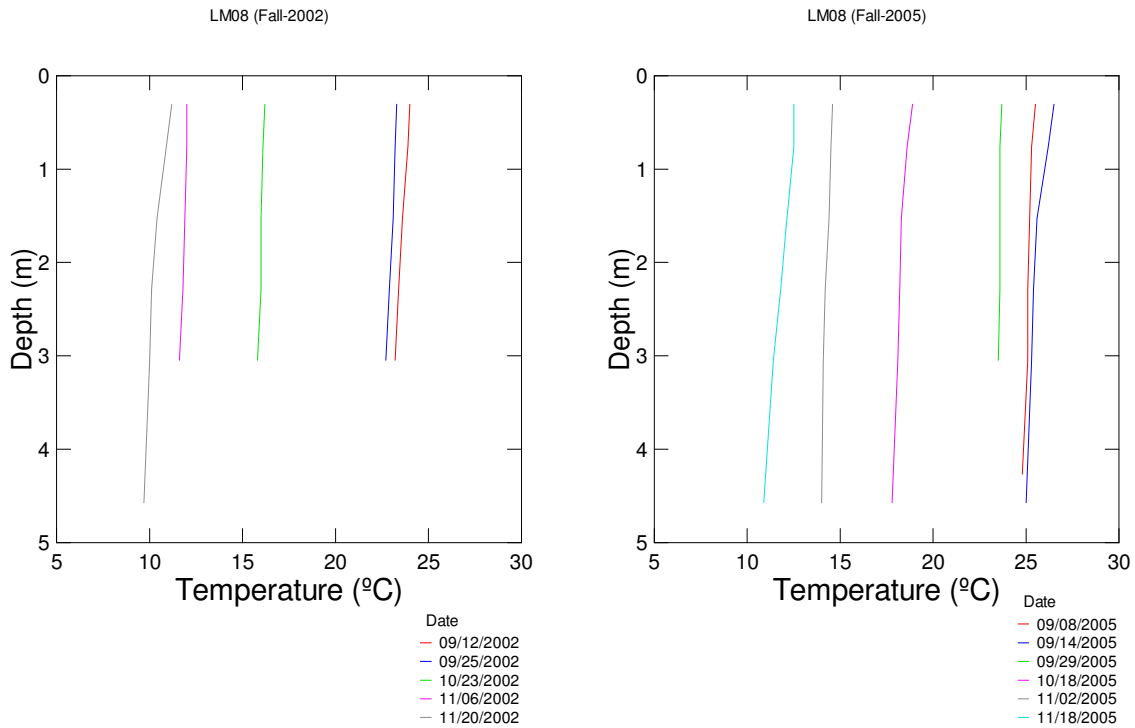 LM08 (Fall-2002)
0
1
2
3
4
5
Depth (m)
5 10 15 20 25 30
Temperature (ºC)
Date
09/12/2002
09/25/2002
10/23/2002
11/06/2002
11/20/2002
LM08 (Fall-2005)
0
1
2
3
4
5
Depth (m)
5 10 15 20 25 30
Temperature (ºC)
Date
09/08/2005
09/14/2005
09/29/2005
10/18/2005
11/02/2005
11/18/2005